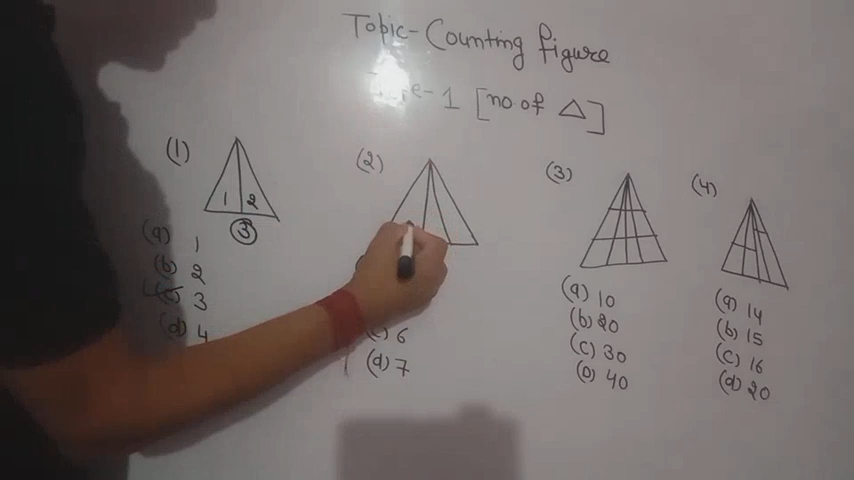 Topic- Counting figure
e-1 [no of △]
(1)
1 2
3
(a) 1
(b) 2
(c) 3
(d) 4
(2)
(c) 6
(d) 7
(3)
(a) 10
(b) 20
(c) 30
(D) 40
(4)
(a) 14
(b) 15
(c) 16
(d) 20